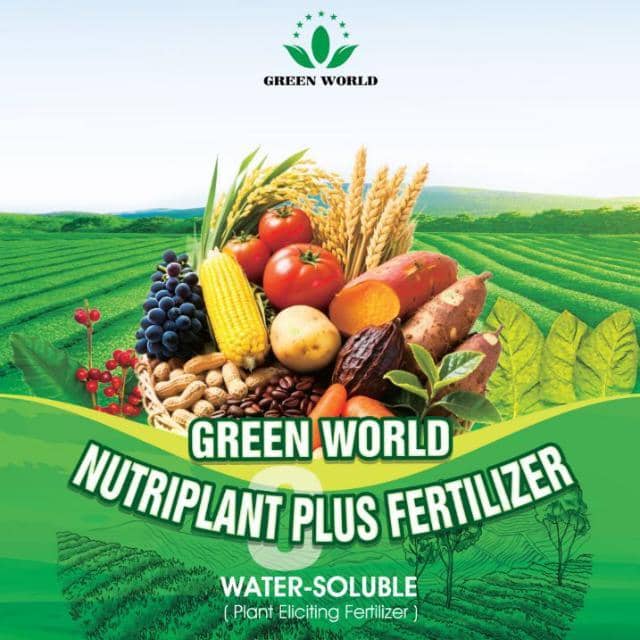 GREEN WORLD
GREEN WORLD
NUTRIPLANT PLUS FERTILIZER
WATER-SOLUBLE
( Plant Eliciting Fertilizer )